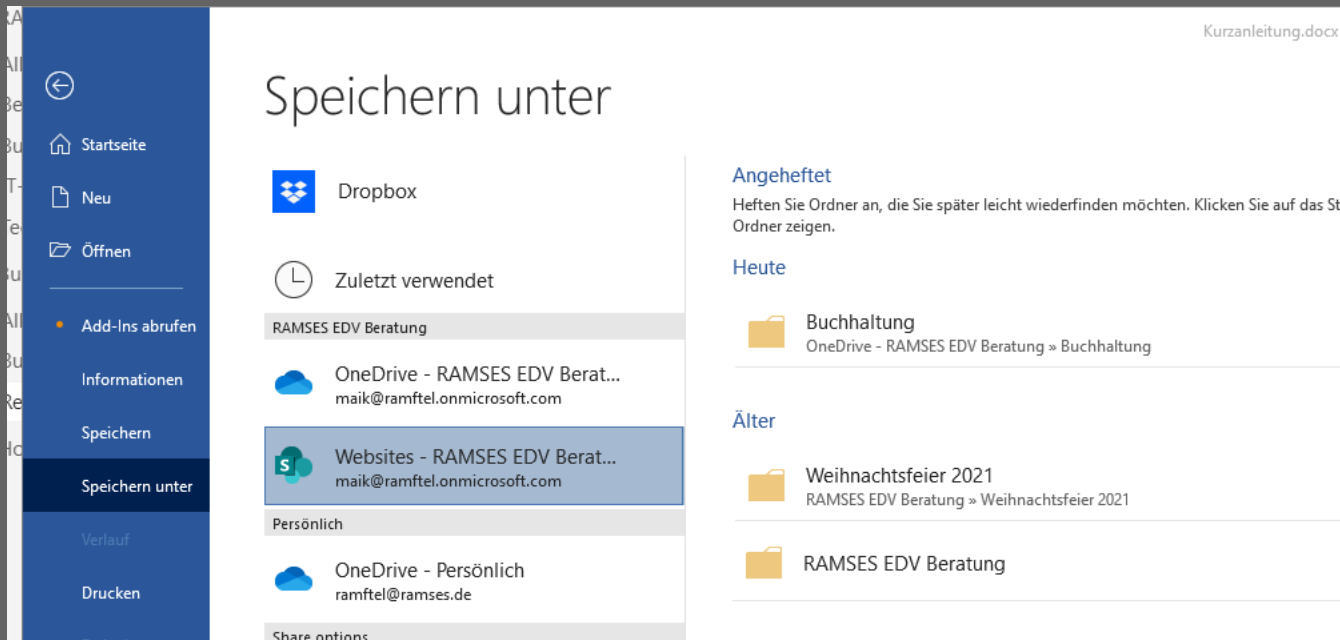 Kurzanleitung.docx
Speichern unter
Startseite
Neu
Öffnen
Add-Ins abrufen
Informationen
Speichern
Speichern unter
Verlauf
Drucken
Dropbox
Zuletzt verwendet
RAMSES EDV Beratung
OneDrive - RAMSES EDV Berat...
maik@ramftel.onmicrosoft.com
Websites - RAMSES EDV Berat...
maik@ramftel.onmicrosoft.com
Persönlich
OneDrive - Persönlich
ramftel@ramses.de
Share options
Angeheftet
Heften Sie Ordner an, die Sie später leicht wiederfinden möchten. Klicken Sie auf das St
Ordner zeigen.
Heute
Buchhaltung
OneDrive - RAMSES EDV Beratung » Buchhaltung
Älter
Weihnachtsfeier 2021
RAMSES EDV Beratung » Weihnachtsfeier 2021
RAMSES EDV Beratung